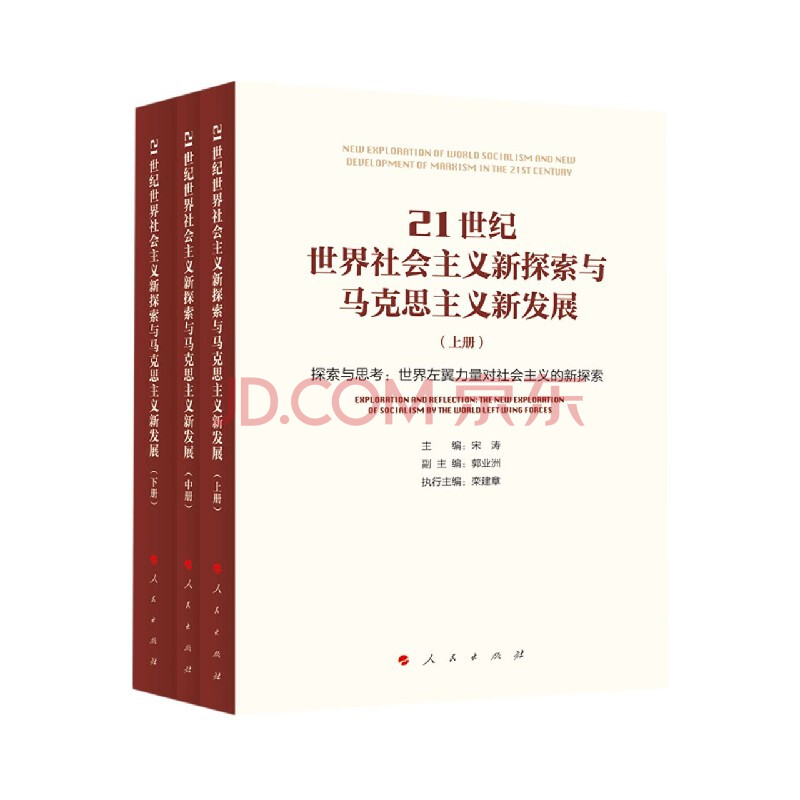 NEW EXPLORATION OF WORLD SOCIALISM AND NEW
DEVELOPMENT OF MARXISM IN THE 21ST CENTURY
21世纪
世界社会主义新探索与
马克思主义新发展
（上册）
探索与思考：世界左翼力量对社会主义的新探索
EXPLORATION AND REFLECTION: THE NEW EXPLORATION
OF SOCIALISM BY THE WORLD LEFT WING FORCES
主 编：宋 涛
副 主 编：郭业洲
执行主编：栾建章
人民出版社
21世纪世界社会主义新探索与马克思主义新发展（下册）
人民出版社
21世纪世界社会主义新探索与马克思主义新发展（中册）
人民出版社
21世纪世界社会主义新探索与马克思主义新发展（上册）
人民出版社
JD.COM 京东